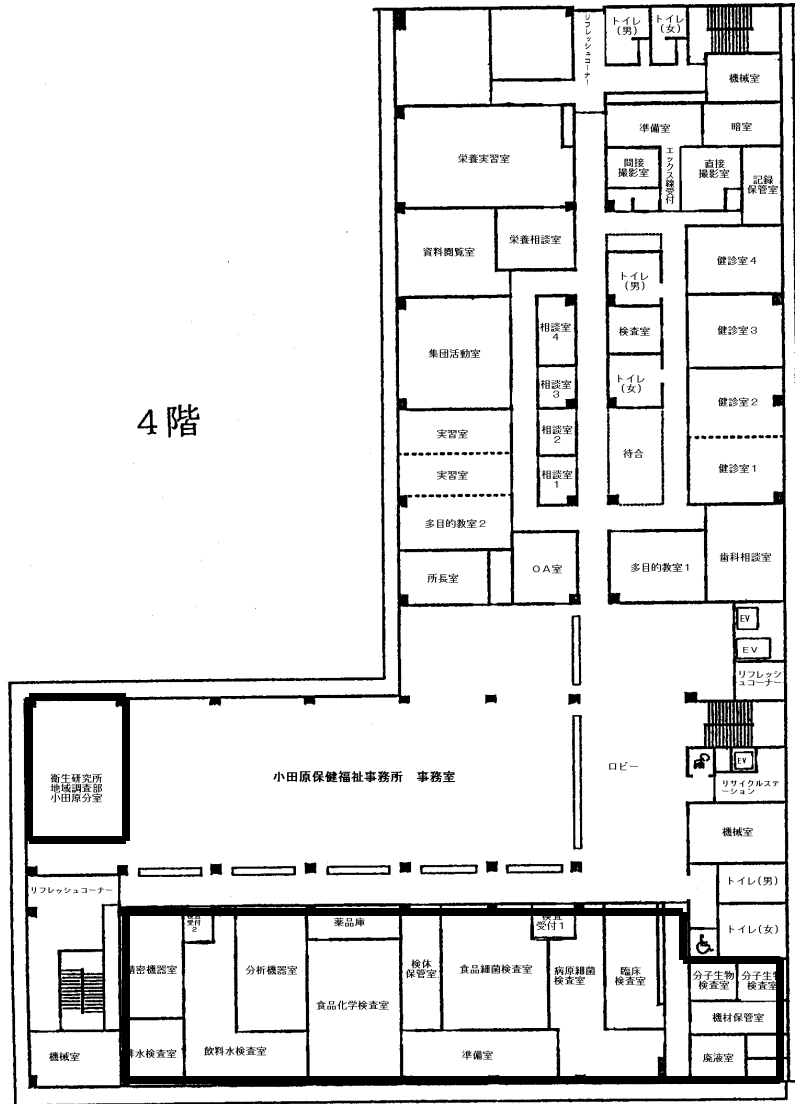 リフレッシュコーナー
トイレ
(男)
トイレ
(女)
機械室
準備室
暗室
栄養実習室
間接
撮影室
エックス線受付
直接
撮影室
記録
保管室
資料閲覧室
栄養相談室
健診室4
トイレ
(男)
相談室
4
検査室
健診室3
集団活動室
相談室
3
トイレ
(女)
健診室2
4階
実習室
相談室
2
待合
実習室
相談室
1
健診室1
多目的教室2
所長室
OA室
多目的教室1
歯科相談室
EV
EV
リフレッシ
ュコーナー
衛生研究所
地域調査部
小田原分室
小田原保健福祉事務所 事務室
ロビー
EV
リサイクルステ
ーション
機械室
リフレッシュコーナー
トイレ(男)
トイレ(女)
受付
2
薬品庫
検査
受付1
精密機器室
分析機器室
検体
保管室
食品細菌検査室
病原細菌
検査室
臨床
検査室
分子生物
検査室
分子生物
検査室
食品化学検査室
機材保管室
機械室
水検査室
飲料水検査室
準備室
廃液室